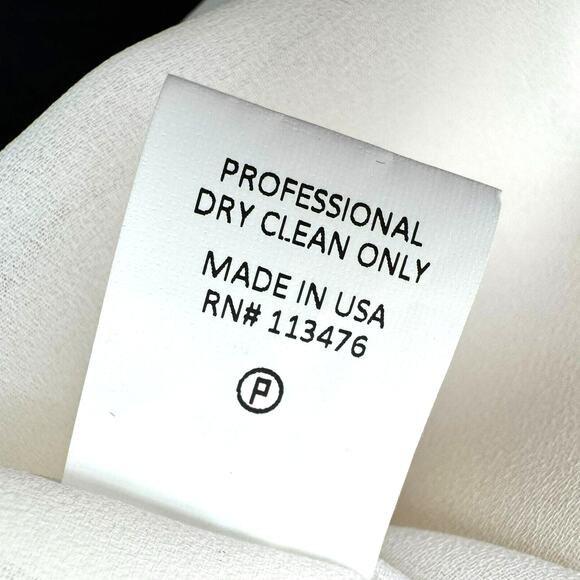 PROFESSIONAL
DRY CLEAN ONLY
MADE IN USA
RN# 113476
P